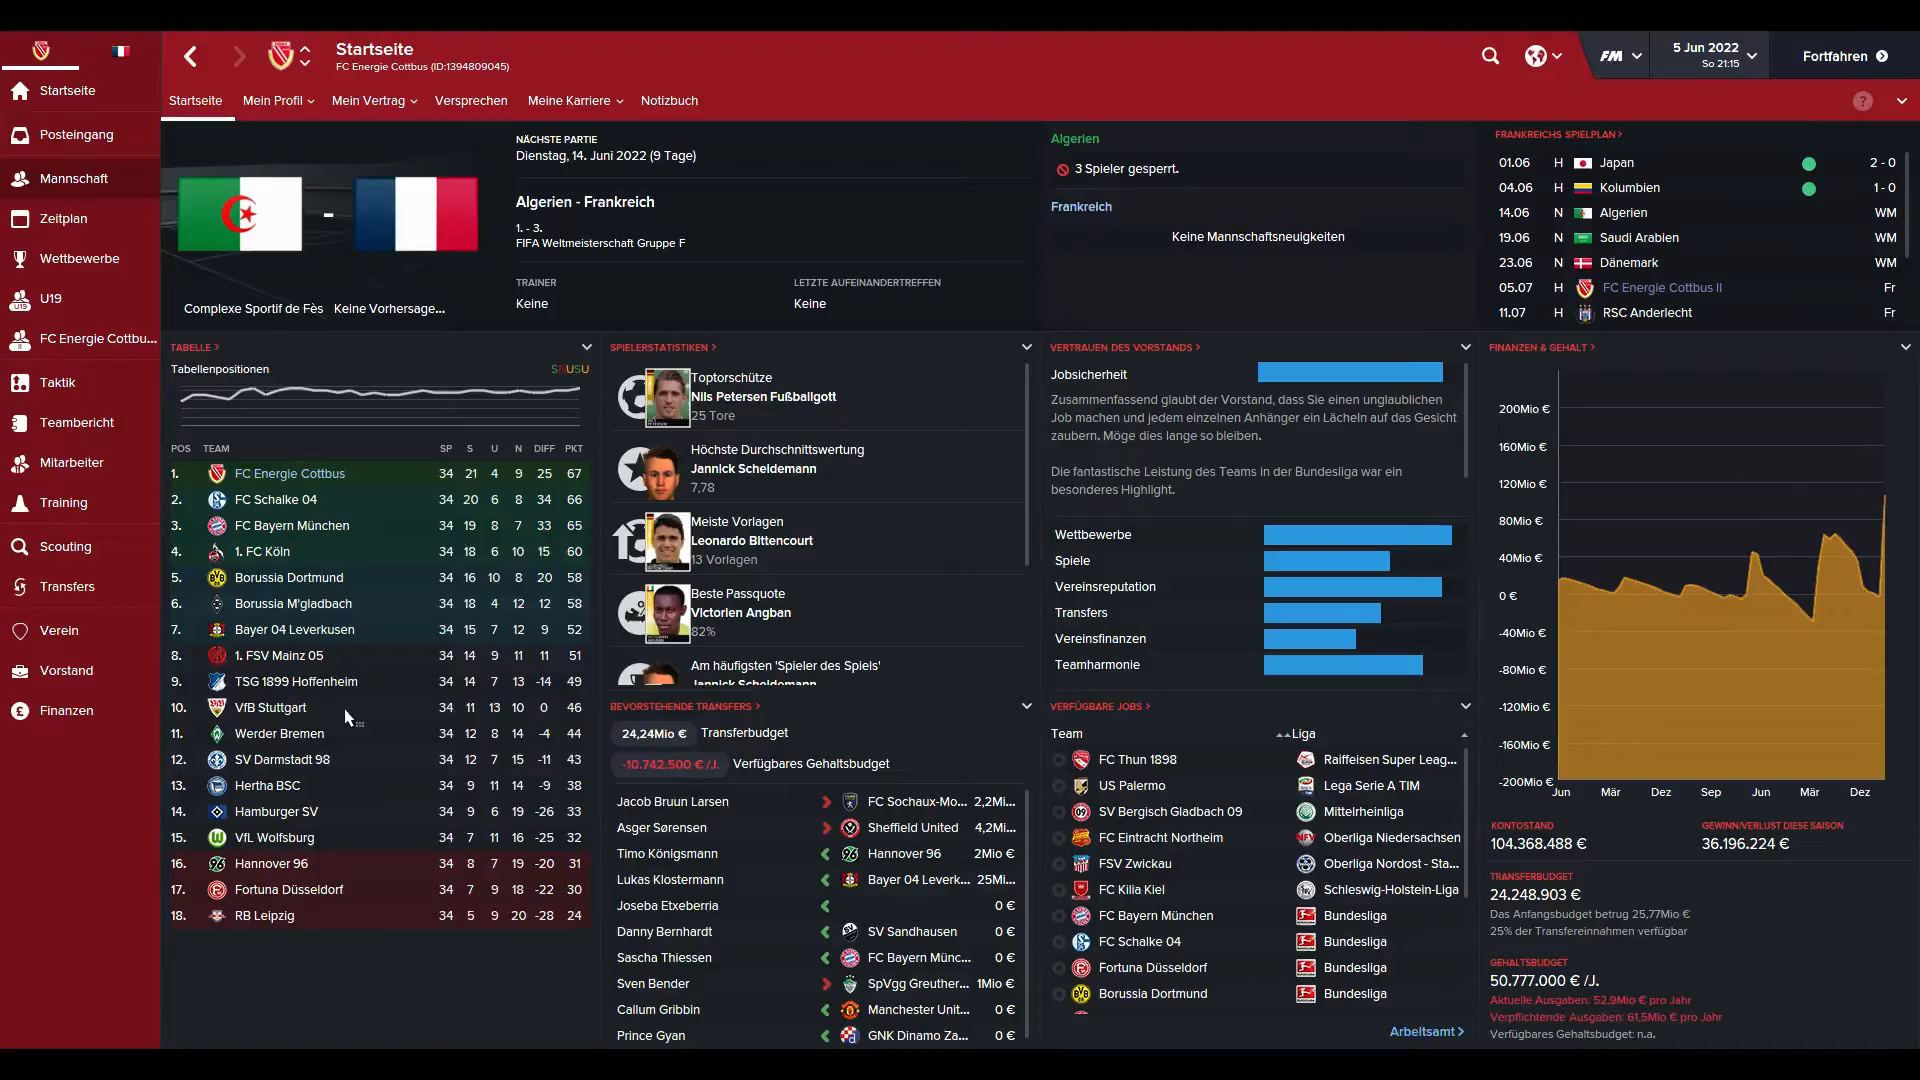 Startseite
FC Energie Cottbus (ID:1394809045)
FM
5 Jun 2022
So 21:15
Fortfahren
Startseite
Mein Profil
Mein Vertrag
Versprechen
Meine Karriere
Notizbuch
?
Startseite
Posteingang
Mannschaft
Zeitplan
Wettbewerbe
U19
FC Energie Cottbu...
Taktik
Teambericht
Mitarbeiter
Training
Scouting
Transfers
Verein
Vorstand
Finanzen
NÄCHSTE PARTIE
Dienstag, 14. Juni 2022 (9 Tage)
Algerien - Frankreich
1. - 3.
FIFA Weltmeisterschaft Gruppe F
TRAINER
Keine
LETZTE AUFEINANDERTREFFEN
Keine
-
Complexe Sportif de Fès
Keine Vorhersage...
Algerien
3 Spieler gesperrt.
Frankreich
Keine Mannschaftsneuigkeiten
FRANKREICHS SPIELPLAN >
01.06 H Japan 2 - 0
04.06 H Kolumbien 1 - 0
14.06 N Algerien WM
19.06 N Saudi Arabien WM
23.06 N Dänemark WM
05.07 H FC Energie Cottbus II Fr
11.07 H RSC Anderlecht Fr
TABELLE >
Tabellenpositionen
SNUSU
POS TEAM SP S U N DIFF PKT
1. FC Energie Cottbus 34 21 4 9 25 67
2. FC Schalke 04 34 20 6 8 34 66
3. FC Bayern München 34 19 8 7 33 65
4. 1. FC Köln 34 18 6 10 15 60
5. Borussia Dortmund 34 16 10 8 20 58
6. Borussia M'gladbach 34 18 4 12 12 58
7. Bayer 04 Leverkusen 34 15 7 12 9 52
8. 1. FSV Mainz 05 34 14 9 11 11 51
9. TSG 1899 Hoffenheim 34 14 7 13 -14 49
10. VfB Stuttgart 34 11 13 10 0 46
11. Werder Bremen 34 12 8 14 -4 44
12. SV Darmstadt 98 34 12 7 15 -11 43
13. Hertha BSC 34 9 11 14 -9 38
14. Hamburger SV 34 9 6 19 -26 33
15. VfL Wolfsburg 34 7 11 16 -25 32
16. Hannover 96 34 8 7 19 -20 31
17. Fortuna Düsseldorf 34 7 9 18 -22 30
18. RB Leipzig 34 5 9 20 -28 24
SPIELERSTATISTIKEN >
Toptorschütze
Nils Petersen Fußballgott
25 Tore
Höchste Durchschnittswertung
Jannick Scheidemann
7,78
Meiste Vorlagen
Leonardo Bittencourt
13 Vorlagen
Beste Passquote
Victorien Angban
82%
Am häufigsten 'Spieler des Spiels'
Jannick Scheidemann
BEVORSTEHENDE TRANSFERS >
24,24Mio € Transferbudget
-10.742.500 € /J. Verfügbares Gehaltsbudget
Jacob Bruun Larsen FC Sochaux-Mo... 2,2Mi...
Asger Sørensen Sheffield United 4,2Mi...
Timo Königsmann Hannover 96 2Mio €
Lukas Klostermann Bayer 04 Leverk... 25Mi...
Joseba Etxeberria 0 €
Danny Bernhardt SV Sandhausen 0 €
Sascha Thiessen FC Bayern Münc... 0 €
Sven Bender SpVgg Greuther... 1Mio €
Callum Gribbin Manchester Unit... 0 €
Prince Gyan GNK Dinamo Za... 0 €
VERTRAUEN DES VORSTANDS >
Jobsicherheit
Zusammenfassend glaubt der Vorstand, dass Sie einen unglaublichen
Job machen und jedem einzelnen Anhänger ein Lächeln auf das Gesicht
zaubern. Möge dies lange so bleiben.
Die fantastische Leistung des Teams in der Bundesliga war ein
besonderes Highlight.
Wettbewerbe
Spiele
Vereinsreputation
Transfers
Vereinsfinanzen
Teamharmonie
VERFÜGBARE JOBS >
Team Liga
FC Thun 1898 Raiffeisen Super Leag...
US Palermo Lega Serie A TIM
SV Bergisch Gladbach 09 Mittelrheinliga
FC Eintracht Northeim Oberliga Niedersachsen
FSV Zwickau Oberliga Nordost - Sta...
FC Kilia Kiel Schleswig-Holstein-Liga
FC Bayern München Bundesliga
FC Schalke 04 Bundesliga
Fortuna Düsseldorf Bundesliga
Borussia Dortmund Bundesliga
Arbeitsamt >
FINANZEN & GEHALT >
200Mio €
160Mio €
120Mio €
80Mio €
40Mio €
0 €
-40Mio €
-80Mio €
-120Mio €
-160Mio €
-200Mio €
Jun Mär Dez Sep Jun Mär Dez
KONTOSTAND
104.368.488 €
GEWINN/VERLUST DIESE SAISON
36.196.224 €
TRANSFERBUDGET
24.248.903 €
Das Anfangsbudget betrug 25,77Mio €
25% der Transfereinnahmen verfügbar
GEHALTSBUDGET
50.777.000 € /J.
Aktuelle Ausgaben: 52,9Mio € pro Jahr
Verpflichtende Ausgaben: 61,5Mio € pro Jahr
Verfügbares Gehaltsbudget: n.a.